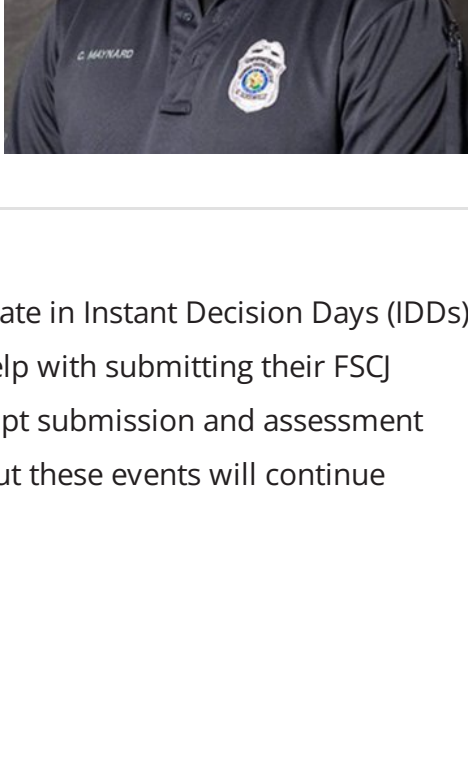 C. MAYNARD
ate in Instant Decision Days (IDDs)
elp with submitting their FSCJ
pt submission and assessment
ut these events will continue